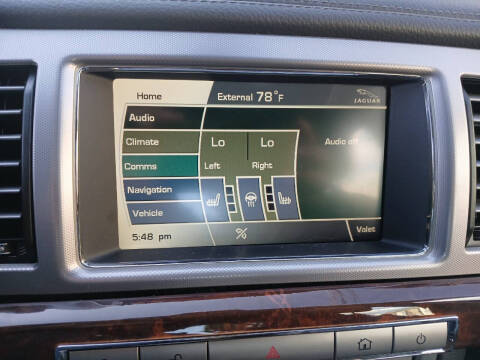 Home
External 78°F
JAGUAR
Audio
Climate
Lo Lo
Audio off
Comms
Left Right
Navigation
Vehicle
5:48 pm
Valet